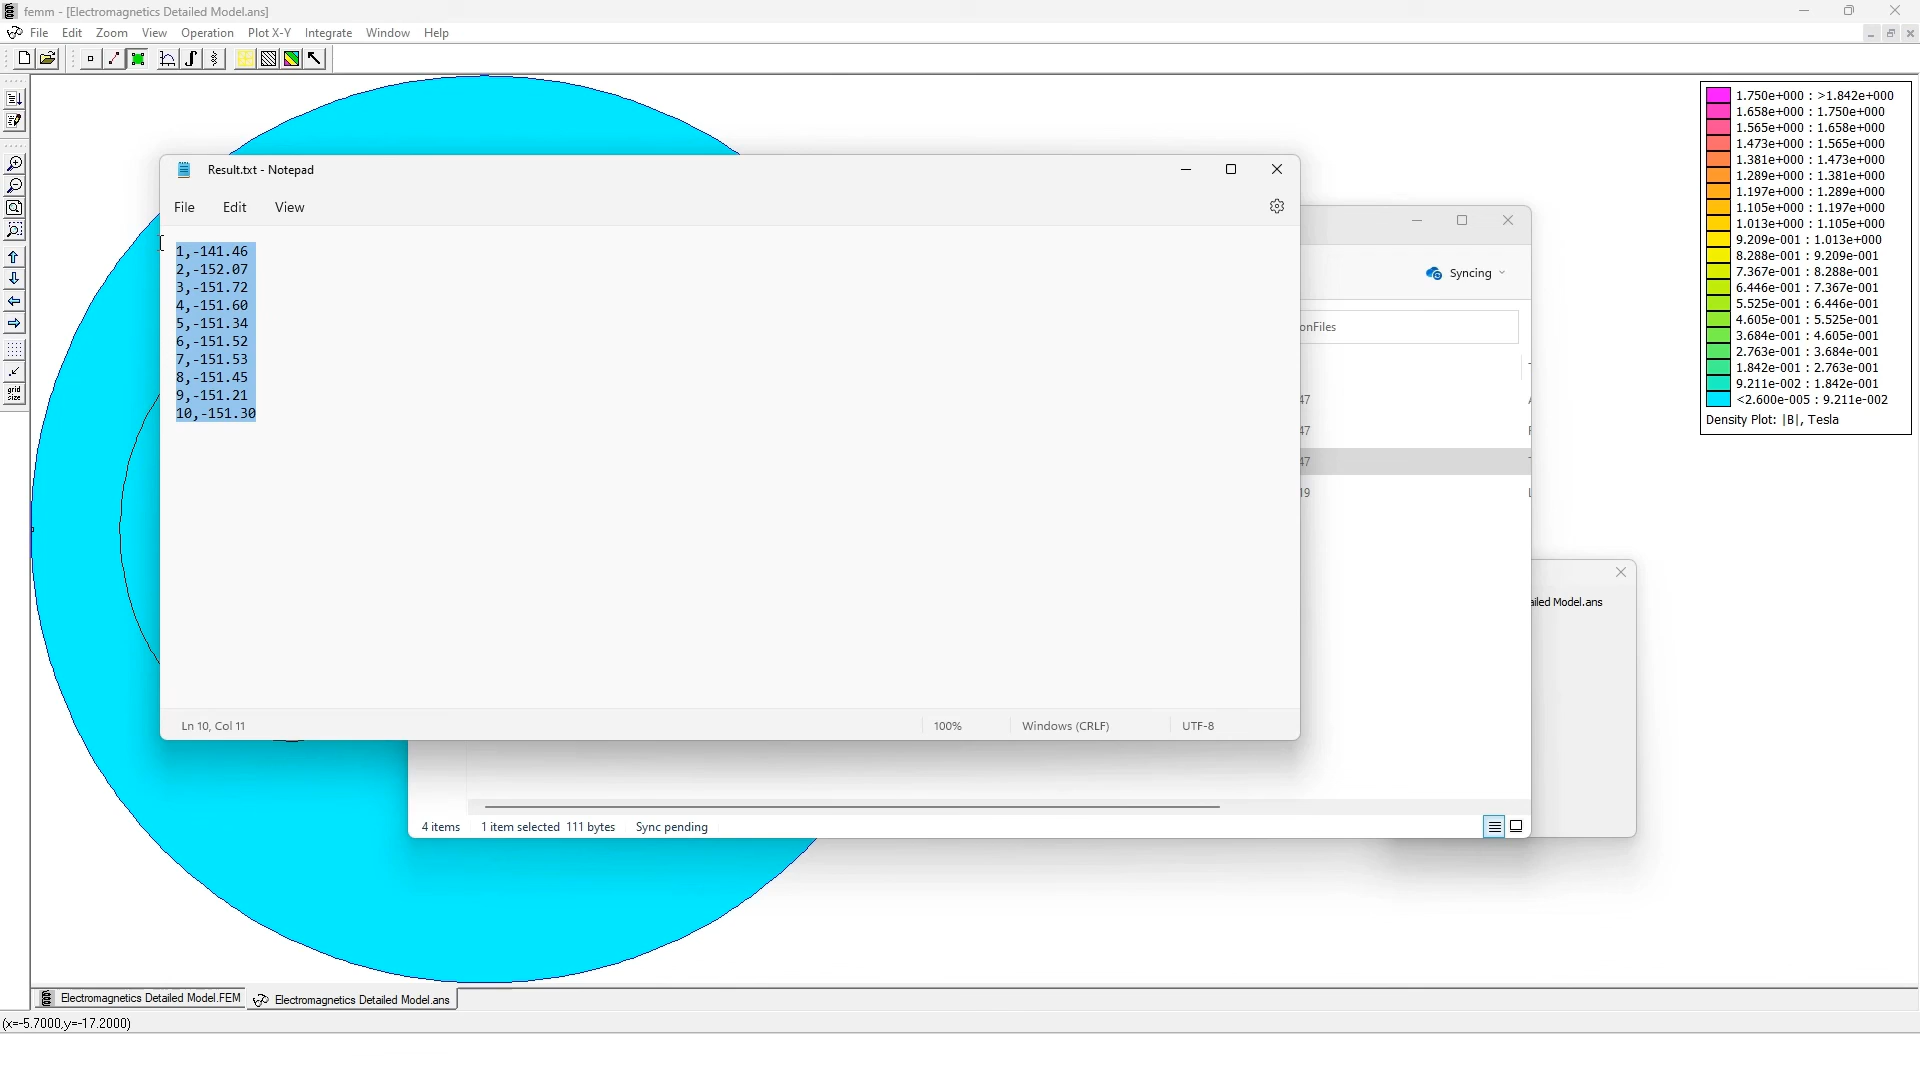 femm - [Electromagnetics Detailed Model.ans]
File Edit Zoom View Operation Plot X-Y Integrate Window Help
grid
size
Result.txt - Notepad
File Edit View
1,-141.46
2,-152.07
3,-151.72
4,-151.60
5,-151.34
6,-151.52
7,-151.53
8,-151.45
9,-151.21
10,-151.30
Ln 10, Col 11 100% Windows (CRLF) UTF-8
Syncing
onFiles
47
47
47
19
4 items 1 item selected 111 bytes Sync pending
ailed Model.ans
1.750e+000 : >1.842e+000
1.658e+000 : 1.750e+000
1.565e+000 : 1.658e+000
1.473e+000 : 1.565e+000
1.381e+000 : 1.473e+000
1.289e+000 : 1.381e+000
1.197e+000 : 1.289e+000
1.105e+000 : 1.197e+000
1.013e+000 : 1.105e+000
9.209e-001 : 1.013e+000
8.288e-001 : 9.209e-001
7.367e-001 : 8.288e-001
6.446e-001 : 7.367e-001
5.525e-001 : 6.446e-001
4.605e-001 : 5.525e-001
3.684e-001 : 4.605e-001
2.763e-001 : 3.684e-001
1.842e-001 : 2.763e-001
9.211e-002 : 1.842e-001
<2.600e-005 : 9.211e-002
Density Plot: |B|, Tesla
Electromagnetics Detailed Model.FEM Electromagnetics Detailed Model.ans
(x=-5.7000,y=-17.2000)